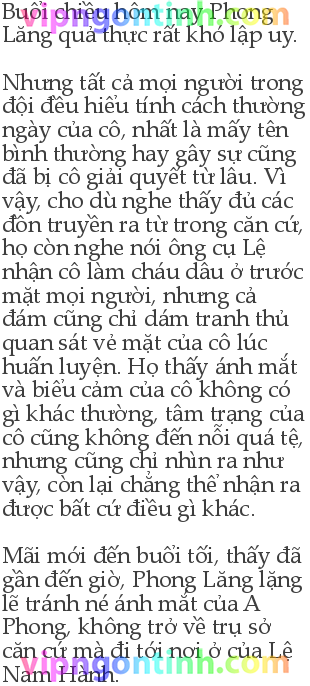 Buổi chiều hôm nay Phong
Lăng quả thực rất khó lập uy.
Nhưng tất cả mọi người trong
đội đều hiểu tính cách thường
ngày của cô, nhất là mấy tên
bình thường hay gây sự cũng
đã bị cô giải quyết từ lâu. Vì
vậy, cho dù nghe thấy đủ các
đồn truyền ra từ trong căn cứ,
họ còn nghe nói ông cụ Lệ
nhận cô làm cháu dâu ở trước
mặt mọi người, nhưng cả
đám cũng chỉ dám tranh thủ
quan sát vẻ mặt của cô lúc
huấn luyện. Họ thấy ánh mắt
và biểu cảm của cô không có
gì khác thường, tâm trạng của
cô cũng không đến nỗi quá tệ,
nhưng cũng chỉ nhìn ra như
vậy, còn lại chẳng thể nhận ra
được bất cứ điều gì khác.
Mãi mới đến buổi tối, thấy đã
gần đến giờ, Phong Lăng lặng
lẽ tránh né ánh mắt của A
Phong, không trở về trụ sở
căn cứ mà đi tới nơi ở của Lệ
Nam Hành.
vipngontinh.com
vipngontinh.com